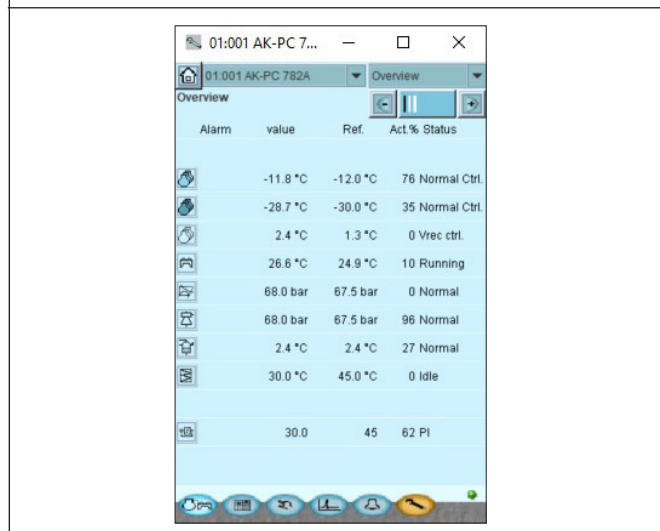 01:001 AK-PC 7...
01:001 AK-PC 782A Overview
Overview
Alarm value Ref. Act.% Status
-11.8 °C -12.0 °C 76 Normal Ctrl.
-28.7 °C -30.0 °C 35 Normal Ctrl.
2.4 °C 1.3 °C 0 Vrec ctrl.
26.6 °C 24.9 °C 10 Running
68.0 bar 67.5 bar 0 Normal
68.0 bar 67.5 bar 96 Normal
2.4 °C 2.4 °C 27 Normal
30.0 °C 45.0 °C 0 Idle
30.0 45 62 PI